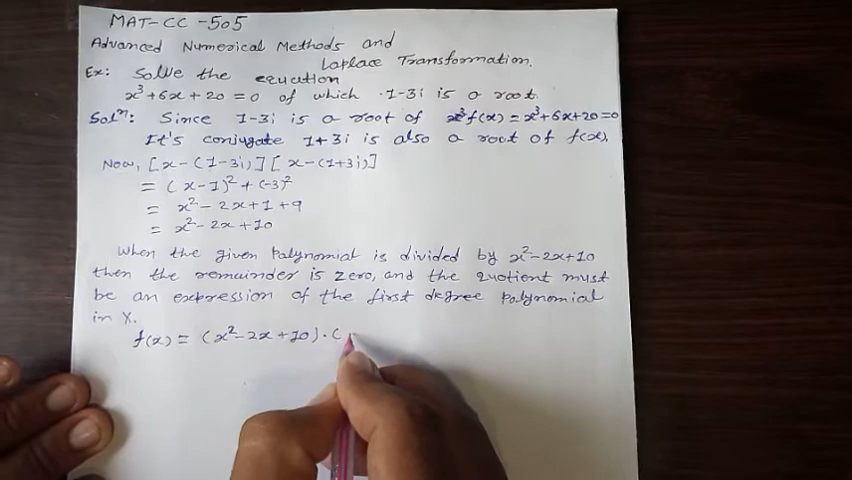 MAT-CC-505
Advanced Numerical Methods and
Laplace Transformation.
Ex: Solve the equation
x³+6x+20=0 of which 1-3i is a root.
Solⁿ: Since 1-3i is a root of f(x)=x³+6x+20=0
It's conjugate 1+3i is also a root of f(x).
Now, [x-(1-3i)][x-(1+3i)]
= (x-1)²+(-3)²
= x²-2x+1+9
= x²-2x+10
When the given Polynomial is divided by x²-2x+10
then the remainder is zero, and the quotient must
be an expression of the first degree Polynomial
in X.
f(x) = (x²-2x+10).(